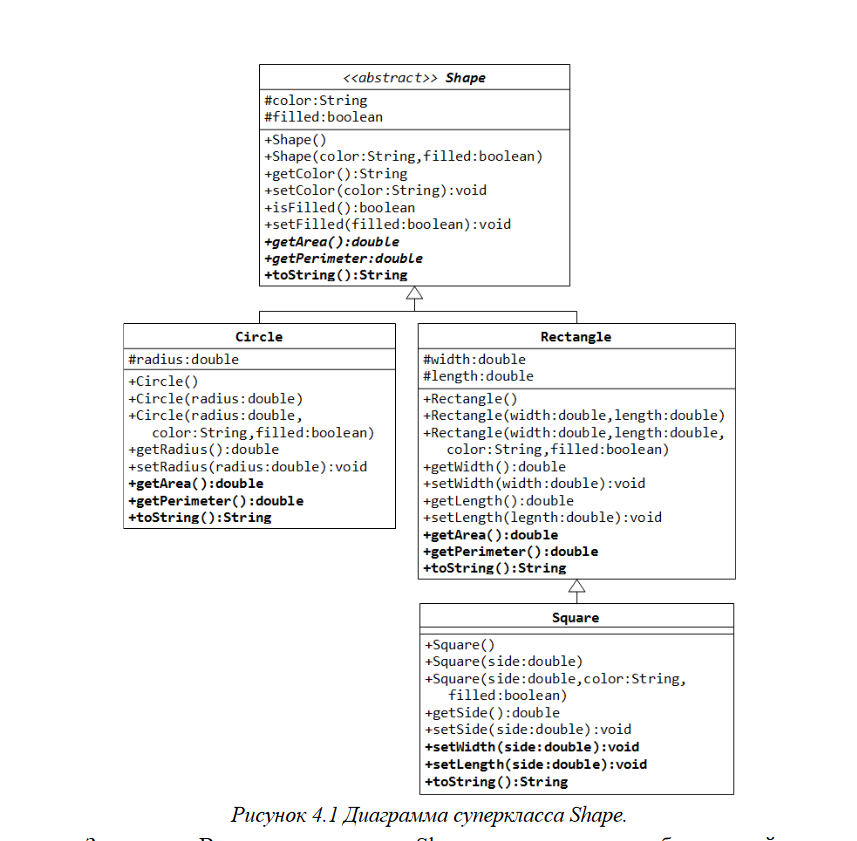 <<abstract>> Shape
#color:String
#filled:boolean
+Shape()
+Shape(color:String,filled:boolean)
+getColor():String
+setColor(color:String):void
+isFilled():boolean
+setFilled(filled:boolean):void
+getArea():double
+getPerimeter:double
+toString():String
Circle
#radius:double
+Circle()
+Circle(radius:double)
+Circle(radius:double,
color:String,filled:boolean)
+getRadius():double
+setRadius(radius:double):void
+getArea():double
+getPerimeter():double
+toString():String
Rectangle
#width:double
#length:double
+Rectangle()
+Rectangle(width:double,length:double)
+Rectangle(width:double,length:double,
color:String,filled:boolean)
+getWidth():double
+setWidth(width:double):void
+getLength():double
+setLength(legnth:double):void
+getArea():double
+getPerimeter():double
+toString():String
Square
+Square()
+Square(side:double)
+Square(side:double,color:String,
filled:boolean)
+getSide():double
+setSide(side:double):void
+setWidth(side:double):void
+setLength(side:double):void
+toString():String
Рисунок 4.1 Диаграмма суперкласса Shape.